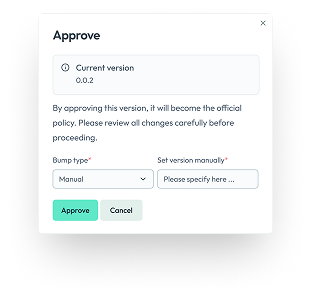 Approve
Current version
0.0.2
By approving this version, it will become the official
policy. Please review all changes carefully before
proceeding.
Bump type* Set version manually*
Manual Please specify here ...
Approve Cancel